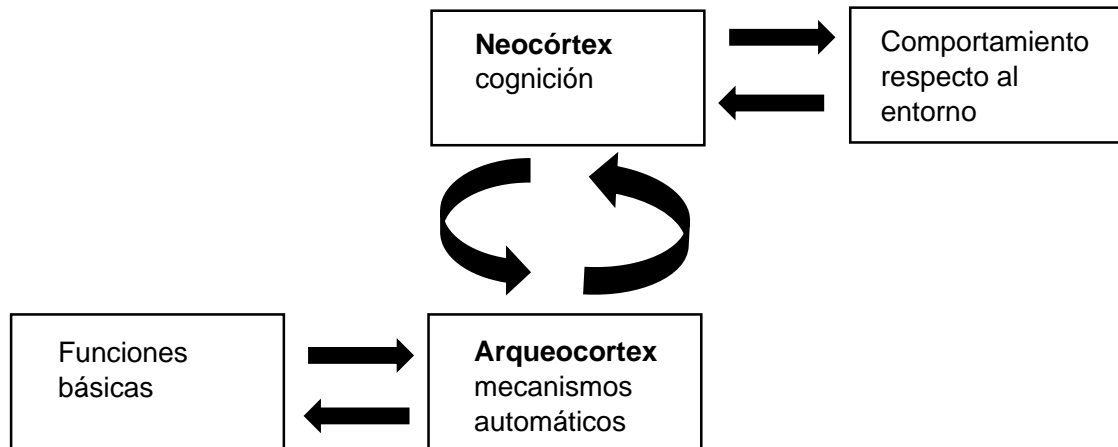 Neocórtex
cognición
Comportamiento
respecto al
entorno
Funciones
básicas
Arqueocortex
mecanismos
automáticos